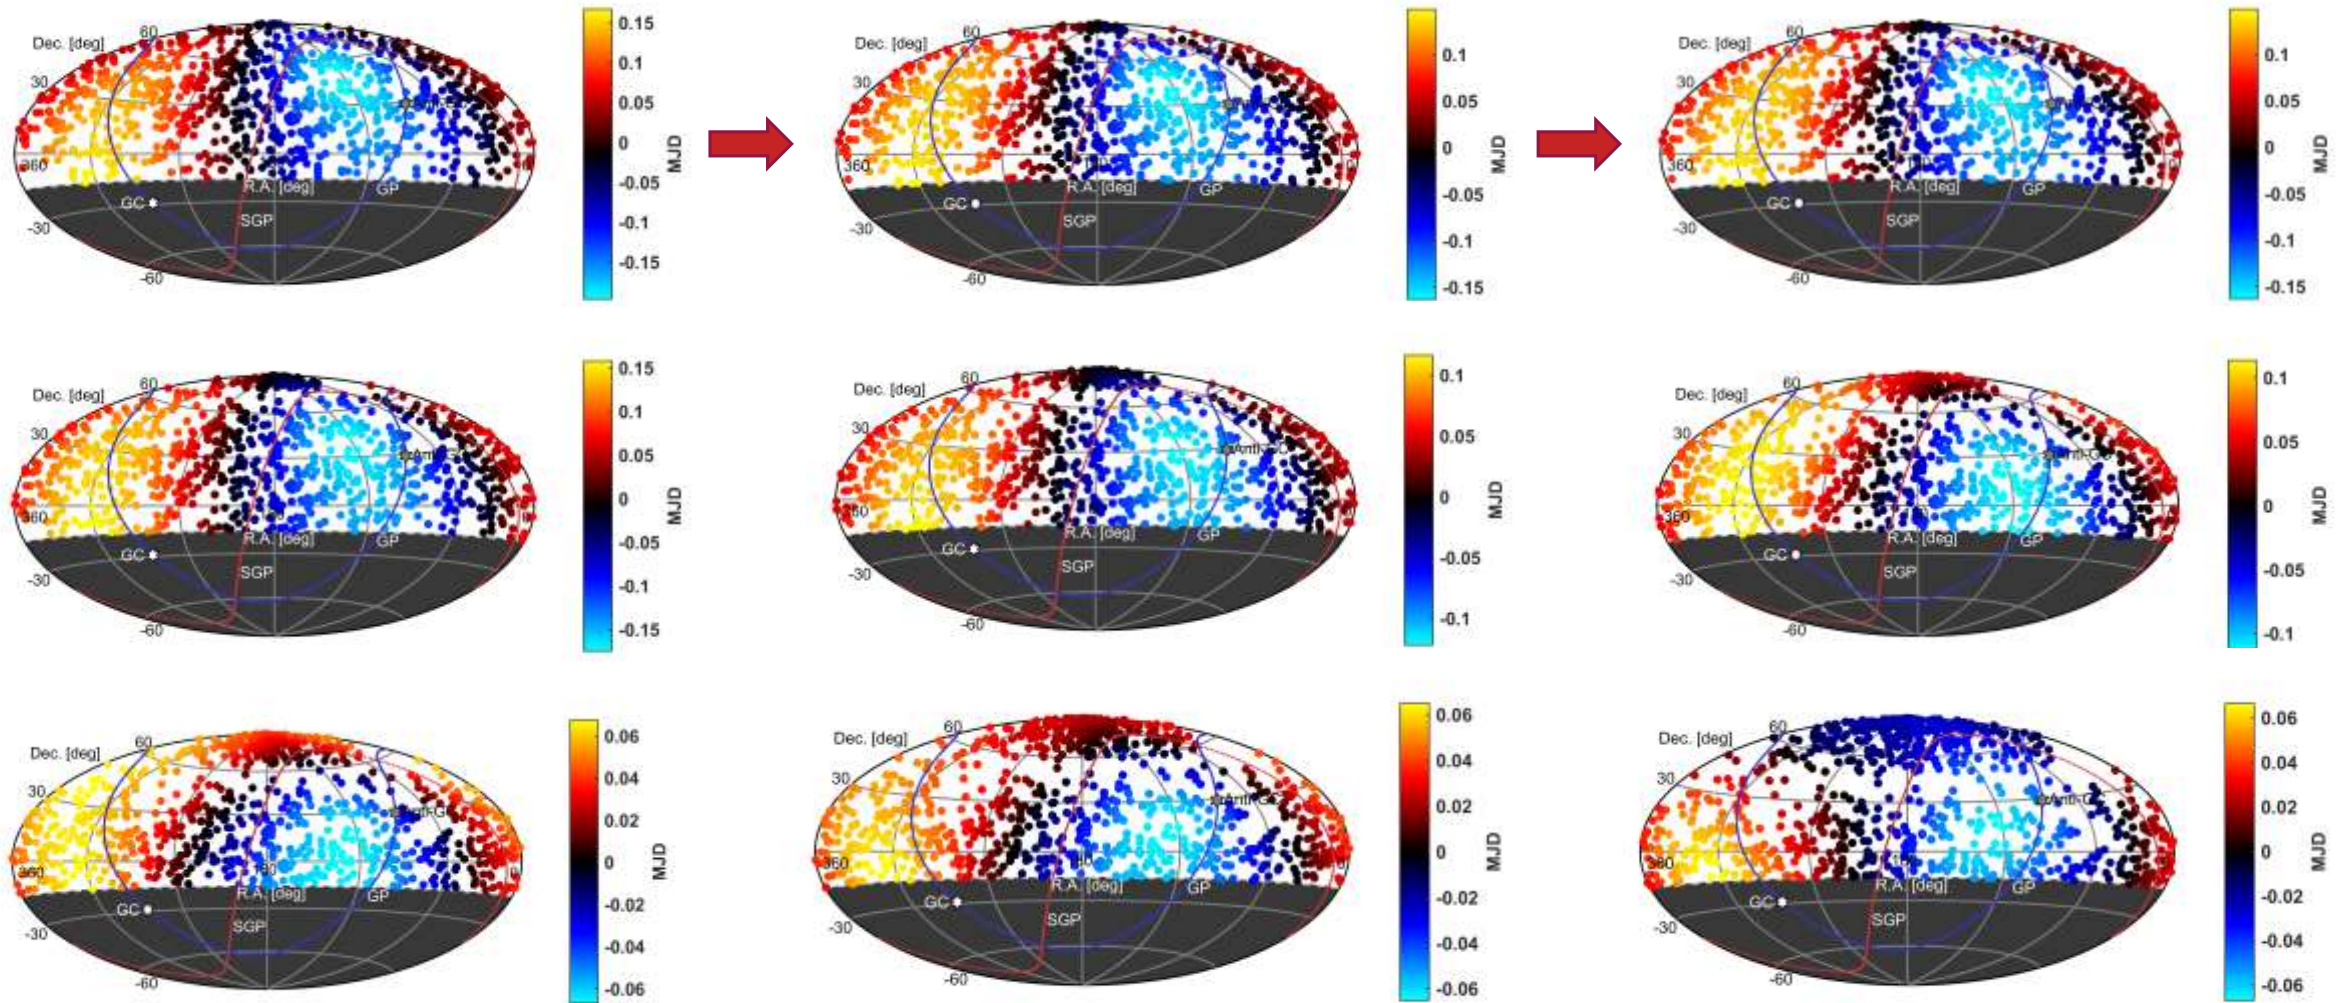 60
Dec. [deg]
30
360
R.A. [deg]
GP
GC
SGP
-30
-60
0.15
0.1
0.05
0
-0.05
-0.1
-0.15
MJD
60
Dec. [deg]
30
360
R.A. [deg]
GP
GC
SGP
-30
-60
0.1
0.05
0
-0.05
-0.1
-0.15
MJD
60
Dec. [deg]
30
360
R.A. [deg]
GP
GC
SGP
-30
-60
0.1
0.05
0
-0.05
-0.1
-0.15
MJD
60
Dec. [deg]
30
360
R.A. [deg]
GP
GC
SGP
-30
-60
0.15
0.1
0.05
0
-0.05
-0.1
-0.15
MJD
60
Dec. [deg]
30
360
R.A. [deg]
GP
GC
SGP
-30
-60
0.1
0.05
0
-0.05
-0.1
MJD
60
Dec. [deg]
30
360
R.A. [deg]
GP
GC
SGP
-30
-60
0.1
0.05
0
-0.05
-0.1
MJD
60
Dec. [deg]
30
360
180
R.A. [deg]
GP
GC
SGP
-30
-60
0.06
0.04
0.02
0
-0.02
-0.04
-0.06
MJD
60
Dec. [deg]
30
360
R.A. [deg]
GP
GC
SGP
-30
-60
0.06
0.04
0.02
0
-0.02
-0.04
-0.06
MJD
60
Dec. [deg]
30
360
R.A. [deg]
GP
GC
SGP
-30
-60
0.06
0.04
0.02
0
-0.02
-0.04
-0.06
MJD